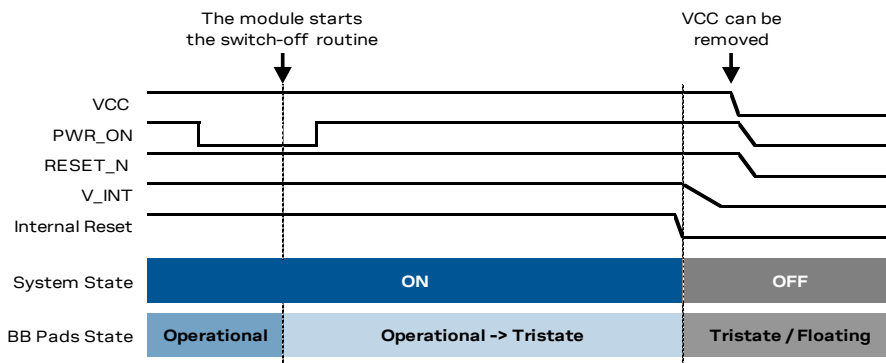 The module starts
the switch-off routine
VCC can be
removed
VCC
PWR_ON
RESET_N
V_INT
Internal Reset
System State
ON
OFF
BB Pads State
Operational
Operational -> Tristate
Tristate / Floating